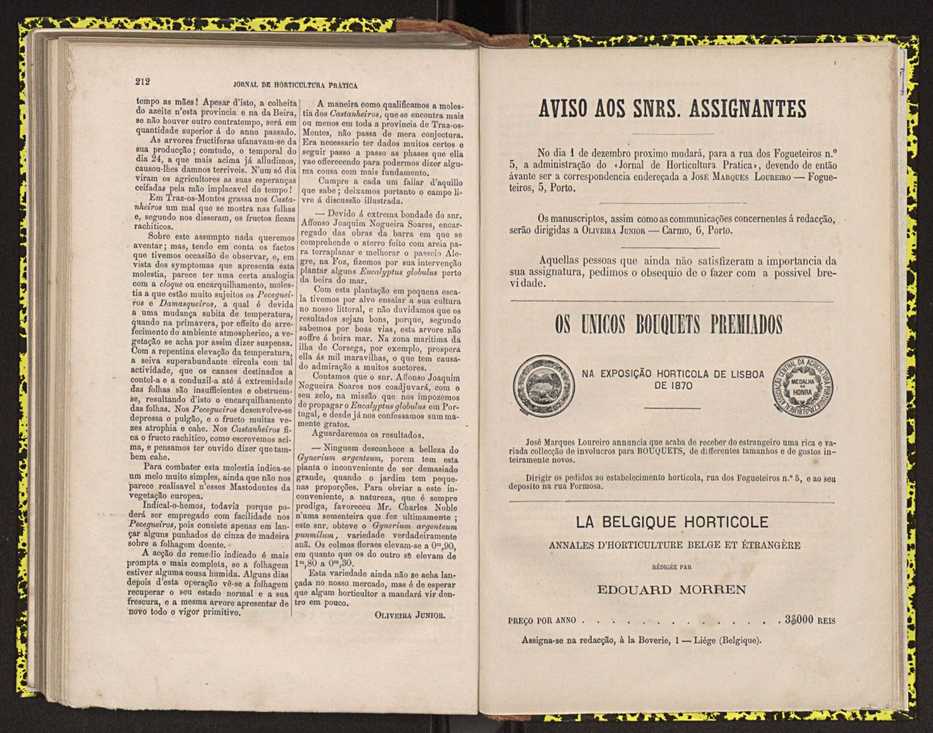 212
JORNAL DE HORTICULTURA PRATICA
tempo as mães! Apesar d'isto, a colheita
do azeite n'esta provincia e na da Beira,
se não houver outro contratempo, será em
quantidade superior á do anno passado.
As arvores fructiferas ufanavam-se da
sua producção; comtudo, o temporal do
dia 24, a que mais acima já alludimos,
causou-lhes damnos terriveis. N'um só dia
viram os agricultores as suas esperanças
ceifadas pela mão implacavel do tempo!
Em Traz-os-Montes grassa nos Casta-
nheiros um mal que se mostra nas folhas
e, segundo nos disseram, os fructos ficam
rachiticos.
Sobre este assumpto nada queremos
aventar; mas, tendo em conta os factos
que tivemos occasião de observar, e, em
vista dos symptomas que apresenta esta
molestia, parece ter uma certa analogia
com a cloque ou encarquilhamento, moles-
tia a que estão muito sujeitos os Peceguei-
ros e Damasqueiros, a qual é devida
a uma mudança subita de temperatura,
quando na primavera, por effeito do arre-
fecimento do ambiente atmospherico, a ve-
getação se acha por assim dizer suspensa.
Com a repentina elevação da temperatura,
a seiva superabundante circula com tal
actividade, que os canaes destinados a
contel-a e a conduzil-a até á extremidade
das folhas são insufficientes e obstruem-
se, resultando d'isto o encarquilhamento
das folhas. Nos Pecegueiros desenvolve-se
depressa o pulgão, e o fructo muitas ve-
zes atrophia e cahe. Nos Castanheiros fi-
ca o fructo rachitico, como escrevemos aci-
ma, e pensamos ter ouvido dizer que tam-
bem cahe.
Para combater esta molestia indica-se
um meio muito simples, ainda que não nos
parece realisavel n'esses Mastodontes da
vegetação europea.
Indical-o-hemos, todavia porque po-
derá ser empregado com facilidade nos
Pecegueiros, pois consiste apenas em lan-
çar alguns punhados de cinza de madeira
sobre a folhagem doente.
A acção do remedio indicado é mais
prompta e mais completa, se a folhagem
estiver alguma cousa humida. Alguns dias
depois d'esta operação vê-se a folhagem
recuperar o seu estado normal e a sua
frescura, e a mesma arvore apresentar de
novo todo o vigor primitivo.
A maneira como qualificamos a moles-
tia dos Castanheiros, que se encontra mais
ou menos em toda a provincia de Traz-os-
Montes, não passa de mera conjectura.
Era necessario ter dados muitos certos e
seguir passo a passo as phases que ella
vae offerecendo para podermos dizer algu-
ma cousa com mais fundamento.
Cumpre a cada um fallar d'aquillo
que sabe; deixamos portanto o campo li-
vre á discussão illustrada.
— Devido á extrema bondade do snr.
Affonso Joaquim Nogueira Soares, encar-
regado das obras da barra em que se
comprehende o aterro feito com areia pa-
ra terraplanar e melhorar o passeio Ale-
gre, na Foz, fizemos por sua intervenção
plantar alguns Eucalyptus globulus perto
da beira do mar.
Com esta plantação em pequena esca-
la tivemos por alvo ensaiar a sua cultura
no nosso littoral, e não duvidamos que os
resultados sejam bons, porque, segundo
sabemos por boas vias, esta arvore não
soffre á beira mar. Na zona maritima da
ilha de Corsega, por exemplo, prospera
ella ás mil maravilhas, o que tem causa-
do admiração a muitos auctores.
Contamos que o snr. Affonso Joaquim
Nogueira Soares nos coadjuvará, com o
seu zelo, na missão que nos impozemos
de propagar o Eucalyptus globulus em Por-
tugal, e desde já nos confessamos summa-
mente gratos.
Aguardaremos os resultados.
— Ninguem desconhece a belleza do
Gynerium argenteum, porem tem esta
planta o inconveniente de ser demasiado
grande, quando o jardim tem peque-
nas proporções. Para obviar a este in-
conveniente, a natureza, que é sempre
prodiga, favoreceu Mr. Charles Noble
n'uma sementeira que fez ultimamente;
este snr. obteve o Gynerium argenteum
pumilum, variedade verdadeiramente
anã. Os colmos floraes elevam-se a 0m,90,
em quanto que os do outro se elevam de
1m,80 a 0m,30.
Esta variedade ainda não se acha lan-
çada no nosso mercado, mas é de esperar
que algum horticultor a mandará vir den-
tro em pouco.
OLIVEIRA JUNIOR.
AVISO AOS SNRS. ASSIGNANTES
No dia 1 de dezembro proximo mudará, para a rua dos Fogueteiros n.º
5, a administração do «Jornal de Horticultura Pratica», devendo de então
ávante ser a correspondencia endereçada a JOSÉ MARQUES LOUREIRO — Fogue-
teiros, 5, Porto.
Os manuscriptos, assim como as communicações concernentes á redacção,
serão dirigidas a OLIVEIRA JUNIOR — Carmo, 6, Porto.
Aquellas pessoas que ainda não satisfizeram a importancia da
sua assignatura, pedimos o obsequio de o fazer com a possivel bre-
vidade.
OS UNICOS BOUQUETS PREMIADOS
NA EXPOSIÇÃO HORTICOLA DE LISBOA
DE 1870
MEDALHA
DE
HONRA
José Marques Loureiro annuncia que acaba de receber do estrangeiro uma rica e va-
riada collecção de involucros para BOUQUETS, de differentes tamanhos e de gostos in-
teiramente novos.
Dirigir os pedidos ao estabelecimento horticola, rua dos Fogueteiros n.º 5, e ao seu
deposito na rua Formosa.
LA BELGIQUE HORTICOLE
ANNALES D'HORTICULTURE BELGE ET ÉTRANGÈRE
RÉDIGÉE PAR
EDOUARD MORREN
PREÇO POR ANNO . . . . . . . . . . . . 3$000 REIS
Assigna-se na redacção, à la Boverie, 1 — Liége (Belgique).